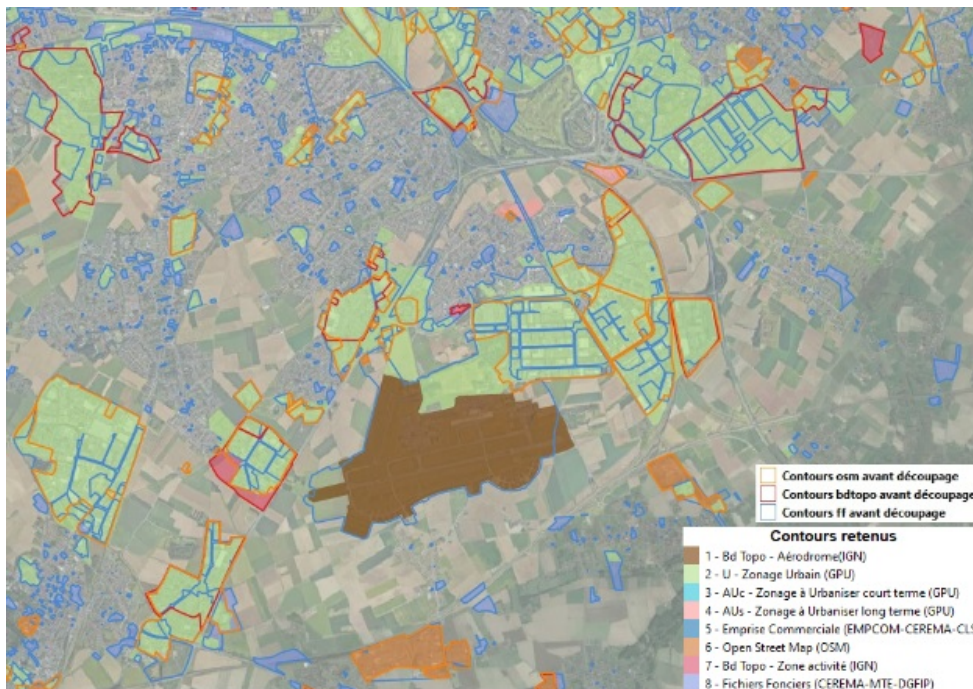 Contours osm avant découpage
Contours bdtopo avant découpage
Contours ff avant découpage
Contours retenus
1 - Bd Topo - Aérodrome(IGN)
2 - U - Zonage Urbain (GPU)
3 - AUc - Zonage à Urbaniser court terme (GPU)
4 - AUs - Zonage à Urbaniser long terme (GPU)
5 - Emprise Commerciale (EMPCOM-CEREMA-CLS
6 - Open Street Map (OSM)
7 - Bd Topo - Zone activité (IGN)
8 - Fichiers Fonciers (CEREMA-MTE-DGFIP)